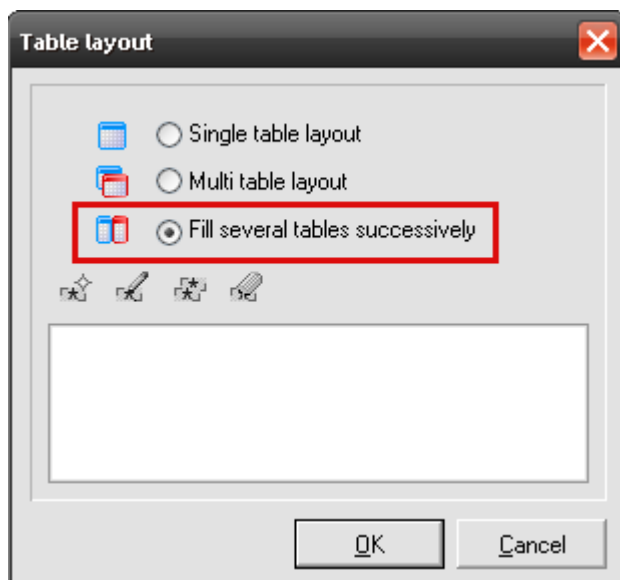 Table layout
Single table layout
Multi table layout
Fill several tables successively
OK
Cancel